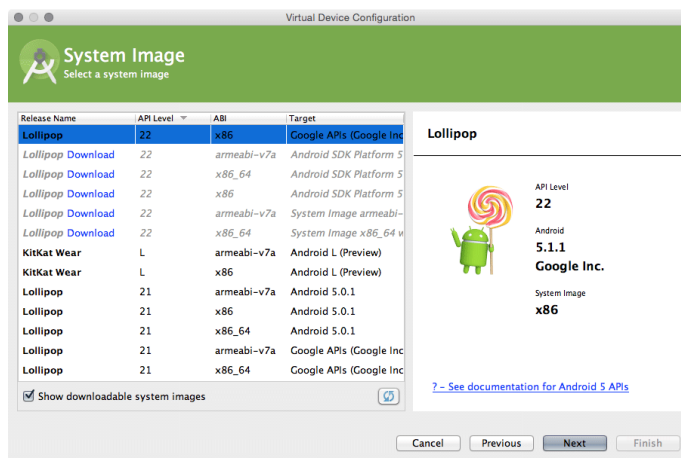 Virtual Device Configuration
System Image
Select a system image
Release Name API Level ABI Target
Lollipop 22 x86 Google APIs (Google Inc
Lollipop Download 22 armeabi-v7a Android SDK Platform 5
Lollipop Download 22 x86_64 Android SDK Platform 5
Lollipop Download 22 x86 Android SDK Platform 5
Lollipop Download 22 armeabi-v7a System Image armeabi-
Lollipop Download 22 x86_64 System Image x86_64 w
KitKat Wear L armeabi-v7a Android L (Preview)
KitKat Wear L x86 Android L (Preview)
Lollipop 21 armeabi-v7a Android 5.0.1
Lollipop 21 x86 Android 5.0.1
Lollipop 21 x86_64 Android 5.0.1
Lollipop 21 armeabi-v7a Google APIs (Google Inc
Lollipop 21 x86_64 Google APIs (Google Inc
Show downloadable system images
Lollipop
API Level
22
Android
5.1.1
Google Inc.
System Image
x86
? – See documentation for Android 5 APIs
Cancel Previous Next Finish